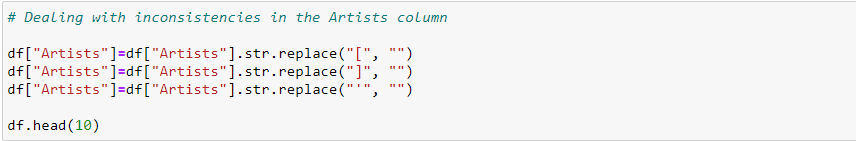 # Dealing with inconsistencies in the Artists column
df["Artists"]=df["Artists"].str.replace("[", "")
df["Artists"]=df["Artists"].str.replace("]", "")
df["Artists"]=df["Artists"].str.replace("'", "")
df.head(10)